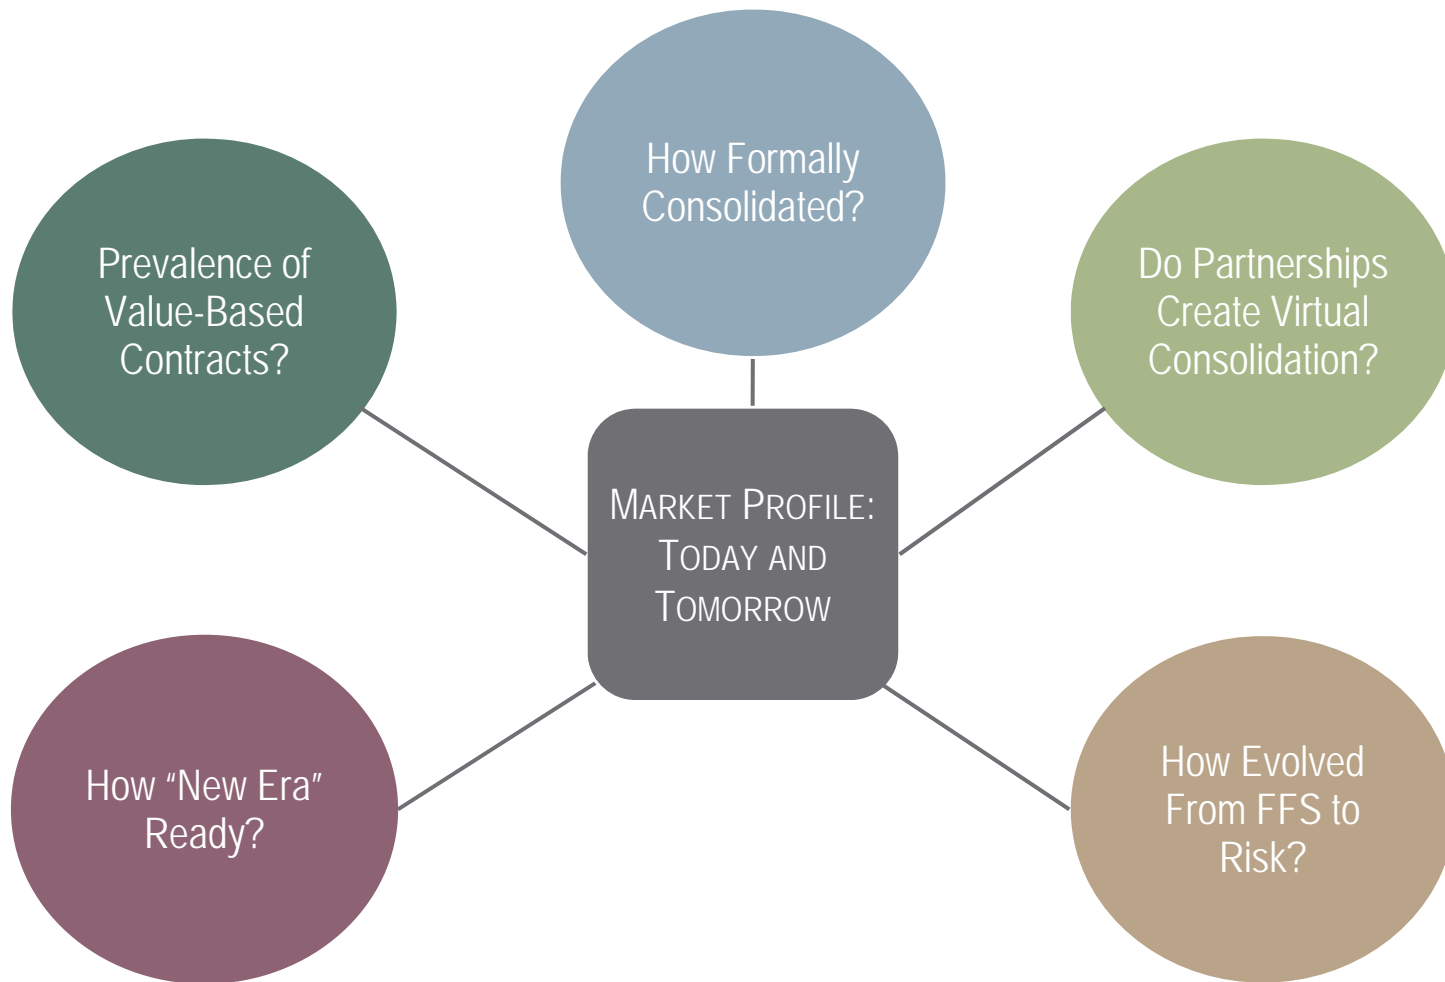 How Formally
Consolidated?
Prevalence of
Value-Based
Contracts?
Do Partnerships
Create Virtual
Consolidation?
MARKET PROFILE:
TODAY AND
TOMORROW
How “New Era”
Ready?
How Evolved
From FFS to
Risk?